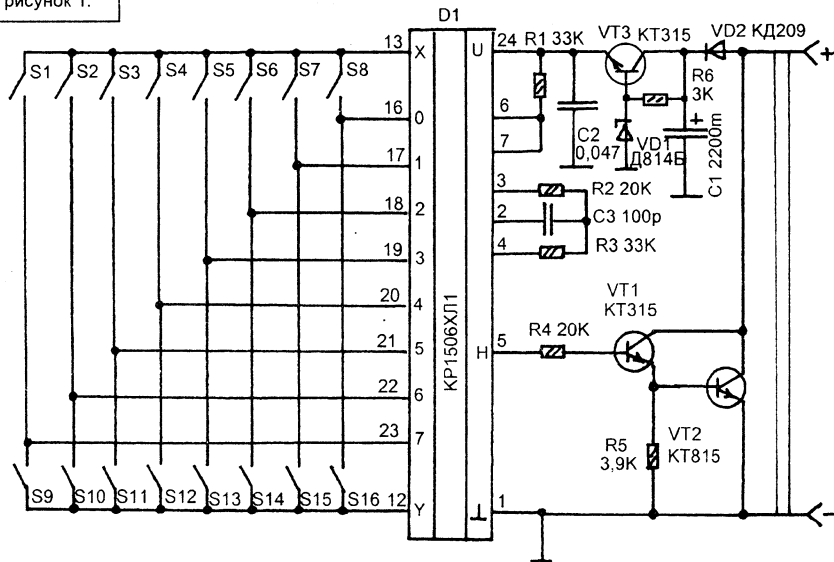 рисунок 1.
D1
13 X U 24 R1 33K VT3 КТ315 VD2 КД209 +
S1 S2 S3 S4 S5 S6 S7 S8
R6
3K
16 0 6
C2
0,047
VD1
Д814Б
+
C1 2200m
17 1 7
3 R2 20K
18 2 2 C3 100p
19 3 4 R3 33K
20 4
VT1
КТ315
КР1506ХЛ1
21 5 H 5 R4 20K
22 6
23 7
R5
3,9K
VT2
КТ815
S9 S10 S11 S12 S13 S14 S15 S16
12 Y ⊥ 1 -